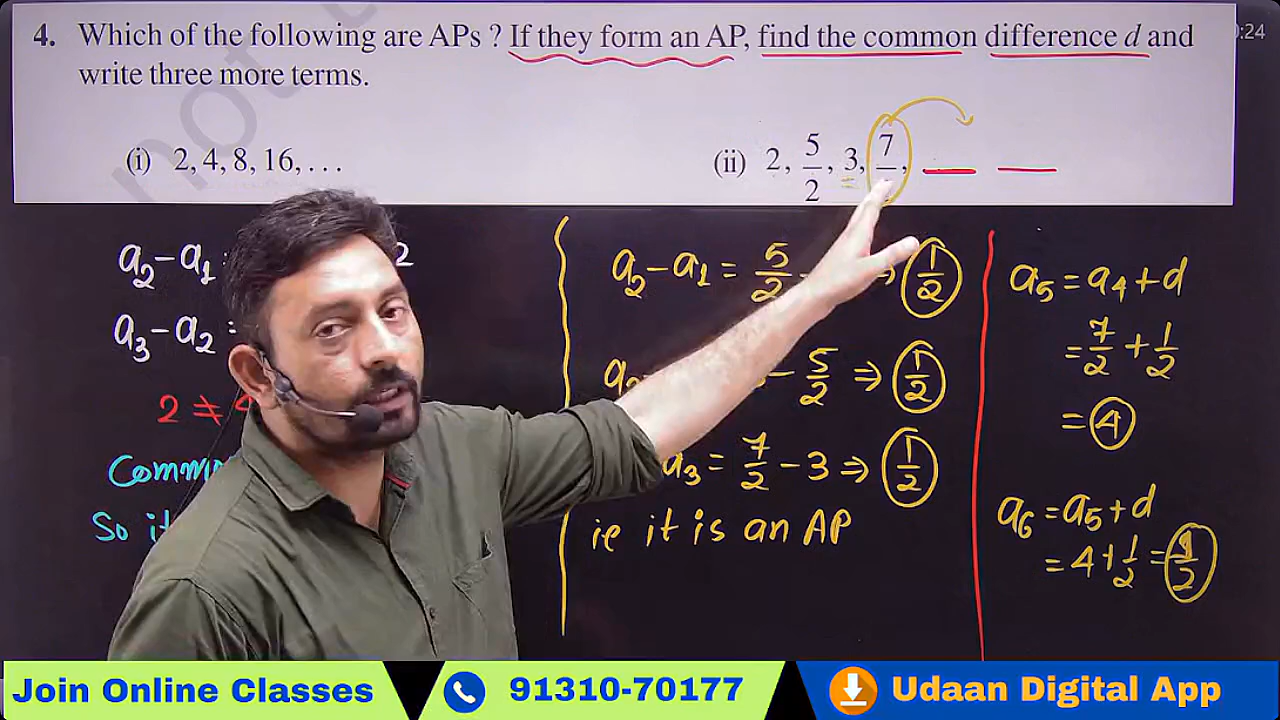 4. Which of the following are APs ? If they form an AP, find the common difference d and
write three more terms.
(i) 2, 4, 8, 16, . . .
(ii) 2, 5/2, 3, 7
:24
not
a₂ – a₁ = 2
a₃ – a₂ =
2 ≠
So it
a₂ – a₁ = 5/2 ⇒ 1/2
– 5/2 ⇒ 1/2
a₃ = 7/2 – 3 ⇒ 1/2
ie it is an AP
a₅ = a₄ + d
= 7/2 + 1/2
= 4
a₆ = a₅ + d
= 4 + 1/2 = 9/2
Join Online Classes
91310-70177
Udaan Digital App